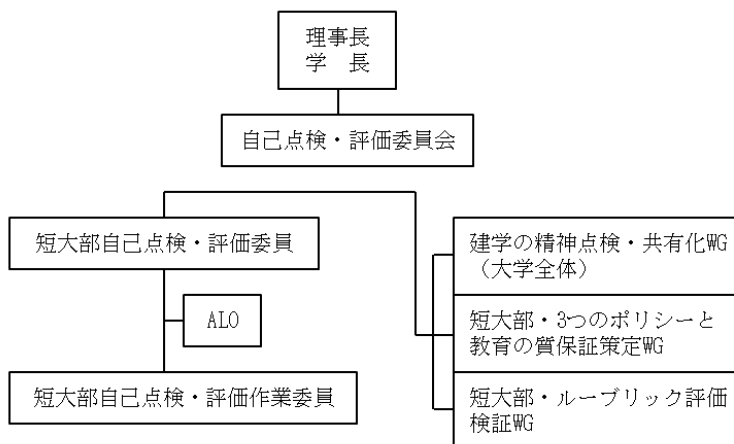 理事長
学　長
自己点検・評価委員会
短大部自己点検・評価委員
ALO
短大部自己点検・評価作業委員
建学の精神点検・共有化WG
（大学全体）
短大部・3つのポリシーと
教育の質保証策定WG
短大部・ルーブリック評価
検証WG